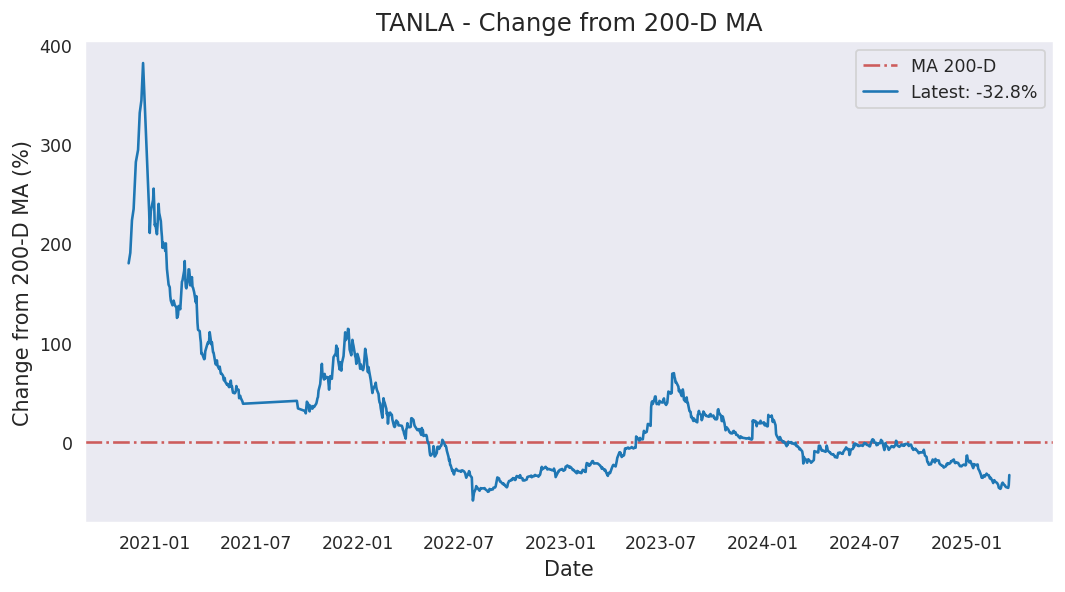 TANLA - Change from 200-D MA
MA 200-D
Latest: -32.8%
Change from 200-D MA (%)
400
300
200
100
0
2021-01 2021-07 2022-01 2022-07 2023-01 2023-07 2024-01 2024-07 2025-01
Date